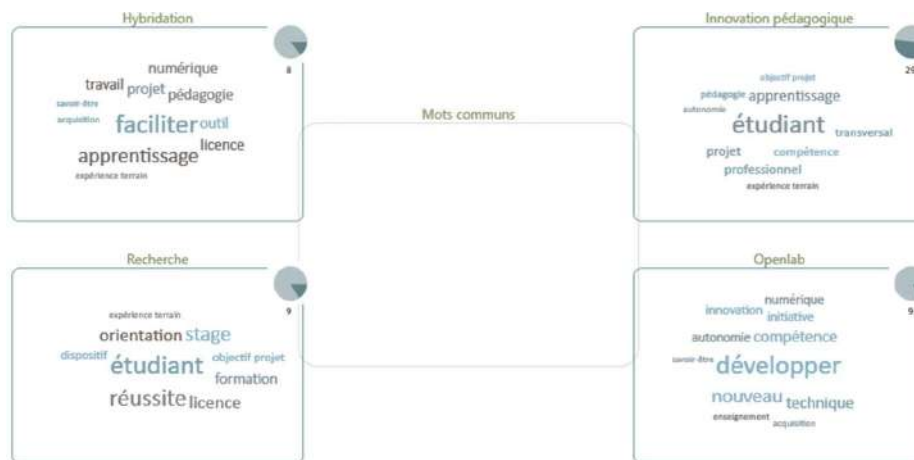 Hybridation
8
numérique
travail projet pédagogie
savoir-être
acquisition faciliter outil
licence
apprentissage
expérience terrain
Mots communs
Innovation pédagogique
29
objectif projet
pédagogie apprentissage
autonomie
étudiant transversal
projet compétence
professionnel
expérience terrain
Recherche
9
expérience terrain
orientation stage
dispositif étudiant objectif projet
formation
réussite licence
Openlab
9
numérique
innovation initiative
autonomie compétence
savoir-être développer
nouveau technique
enseignement acquisition